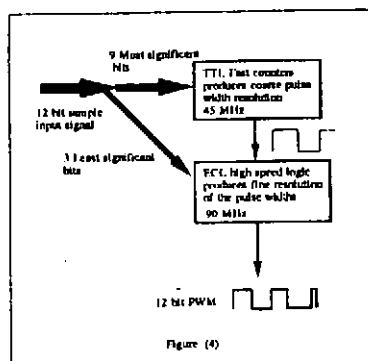 9 Most significant
bits
12 bit sample
input signal
TTL Fast counters
produces coarse pulse
width resolution
45 MHz
3 Least significant
bits
ECL high speed logic
produces fine resolution
of the pulse widths
90 MHz
12 bit PWM
Figure (4)